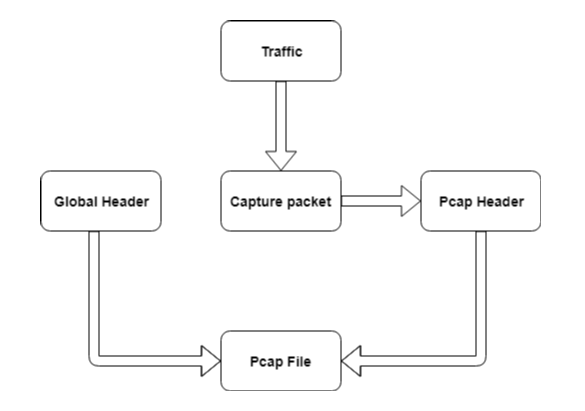 Traffic
Global Header
Capture packet
Pcap Header
Pcap File